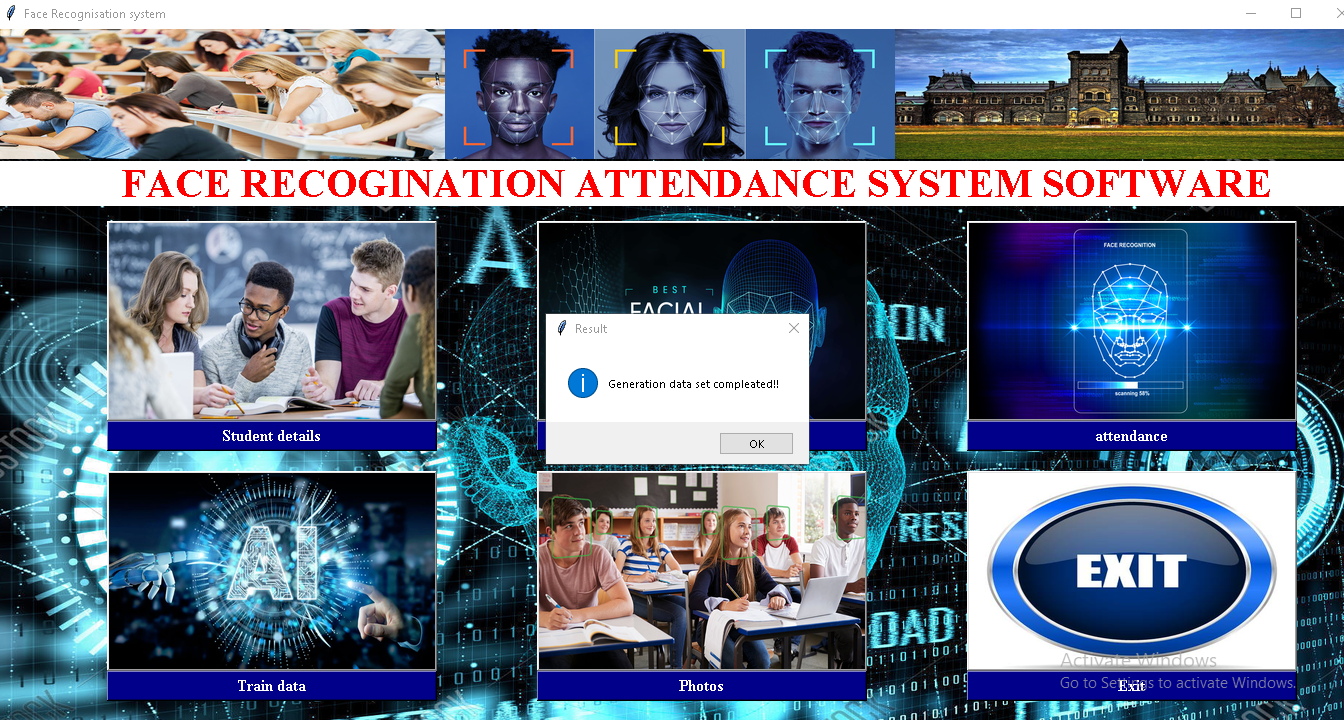 Face Recognisation system
FACE RECOGINATION ATTENDANCE SYSTEM SOFTWARE
BEST
FACIAL
FACE RECOGNITION
scanning 58%
Result
Generation data set compleated!!
OK
Student details
attendance
AI
EXIT
Train data
Photos
Exit
Activate Windows
Go to Settings to activate Windows.